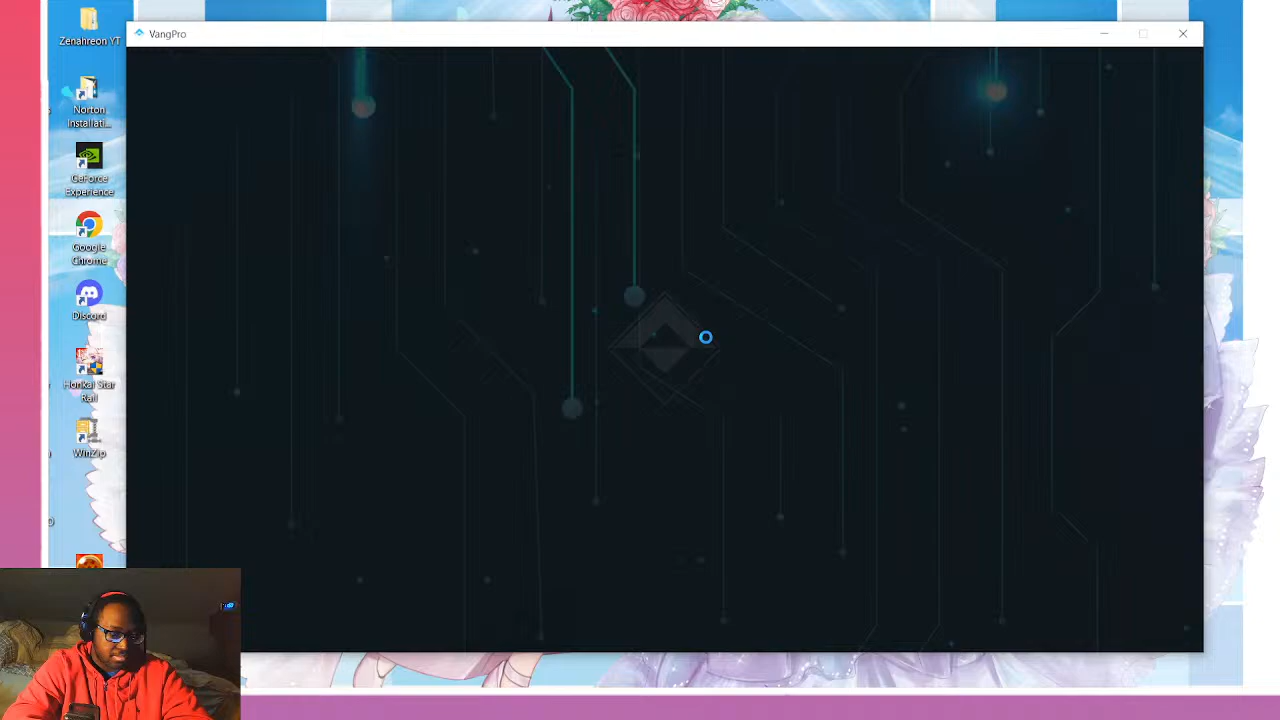 VangPro
Zenahreon YT
Norton
Installati...
GeForce
Experience
Google
Chrome
Discord
Honkai Star
Rail
WinZip